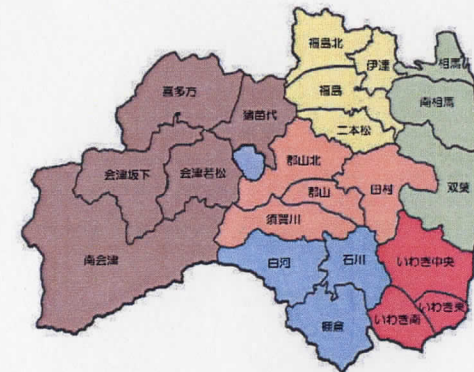 福島北
伊達
相馬
喜多方
福島
南相馬
猪苗代
二本松
会津坂下
会津若松
郡山北
郡山
田村
双葉
須賀川
南会津
白河
石川
いわき中央
棚倉
いわき南
いわき東